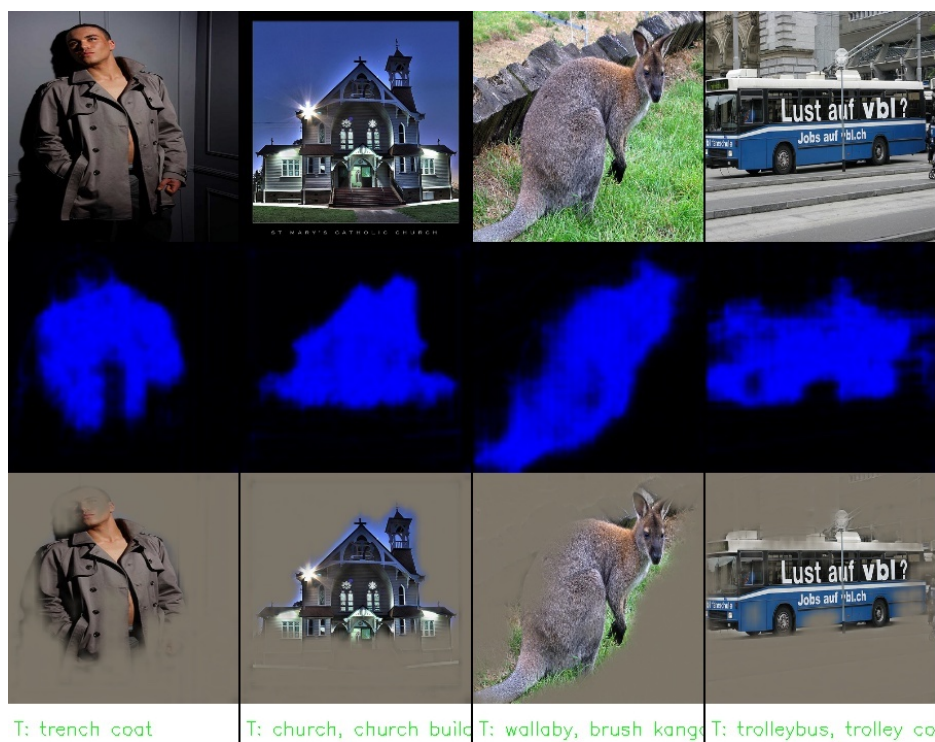 Lust auf vbl?
Jobs auf vbl.ch
ST MARY'S CATHOLIC CHURCH
Lust auf vbl?
Jobs auf vbl.ch
T: trench coat
T: church, church builc
T: wallaby, brush kang
T: trolleybus, trolley co